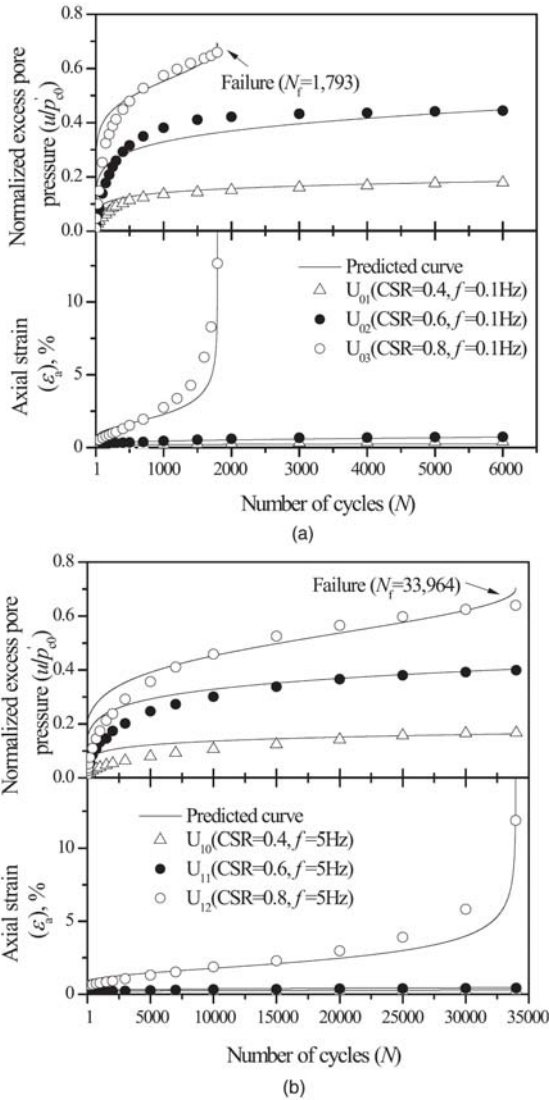 (a)
Normalized excess pore
pressure (u/p'c0)
0.8
0.6
0.4
0.2
0.0
Failure (Nf=1,793)
Axial strain
(εa), %
10
5
0
Predicted curve
U01(CSR=0.4, f=0.1Hz)
U02(CSR=0.6, f=0.1Hz)
U03(CSR=0.8, f=0.1Hz)
1 1000 2000 3000 4000 5000 6000
Number of cycles (N)
(a)
Normalized excess pore
pressure (u/p'c0)
0.8
0.6
0.4
0.2
0.0
Failure (Nf=33,964)
Axial strain
(εa), %
10
5
0
Predicted curve
U10(CSR=0.4, f=5Hz)
U11(CSR=0.6, f=5Hz)
U12(CSR=0.8, f=5Hz)
1 5000 10000 15000 20000 25000 30000 35000
Number of cycles (N)
(b)